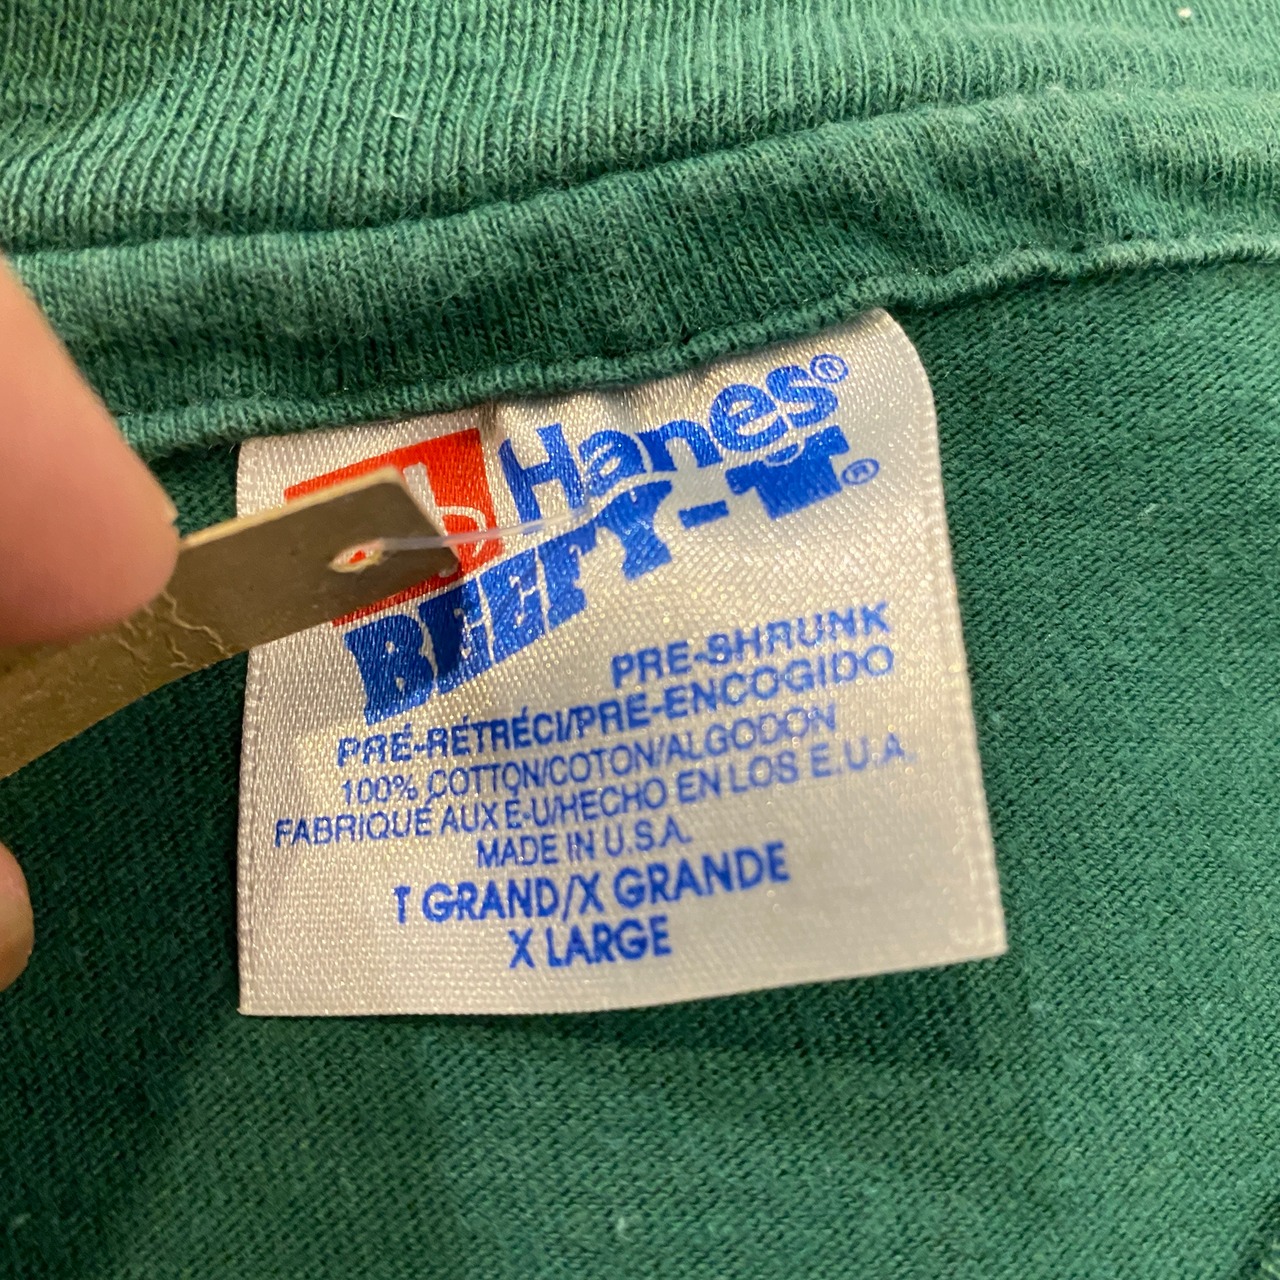 Hanes®
BEEFY-T®
PRE-SHRUNK
PRÉ-RÉTRÉCI/PRE-ENCOGIDO
100% COTTON/COTON/ALGODON
FABRIQUÉ AUX É-U/HECHO EN LOS E.U.A.
MADE IN U.S.A.
T GRAND/X GRANDE
X LARGE